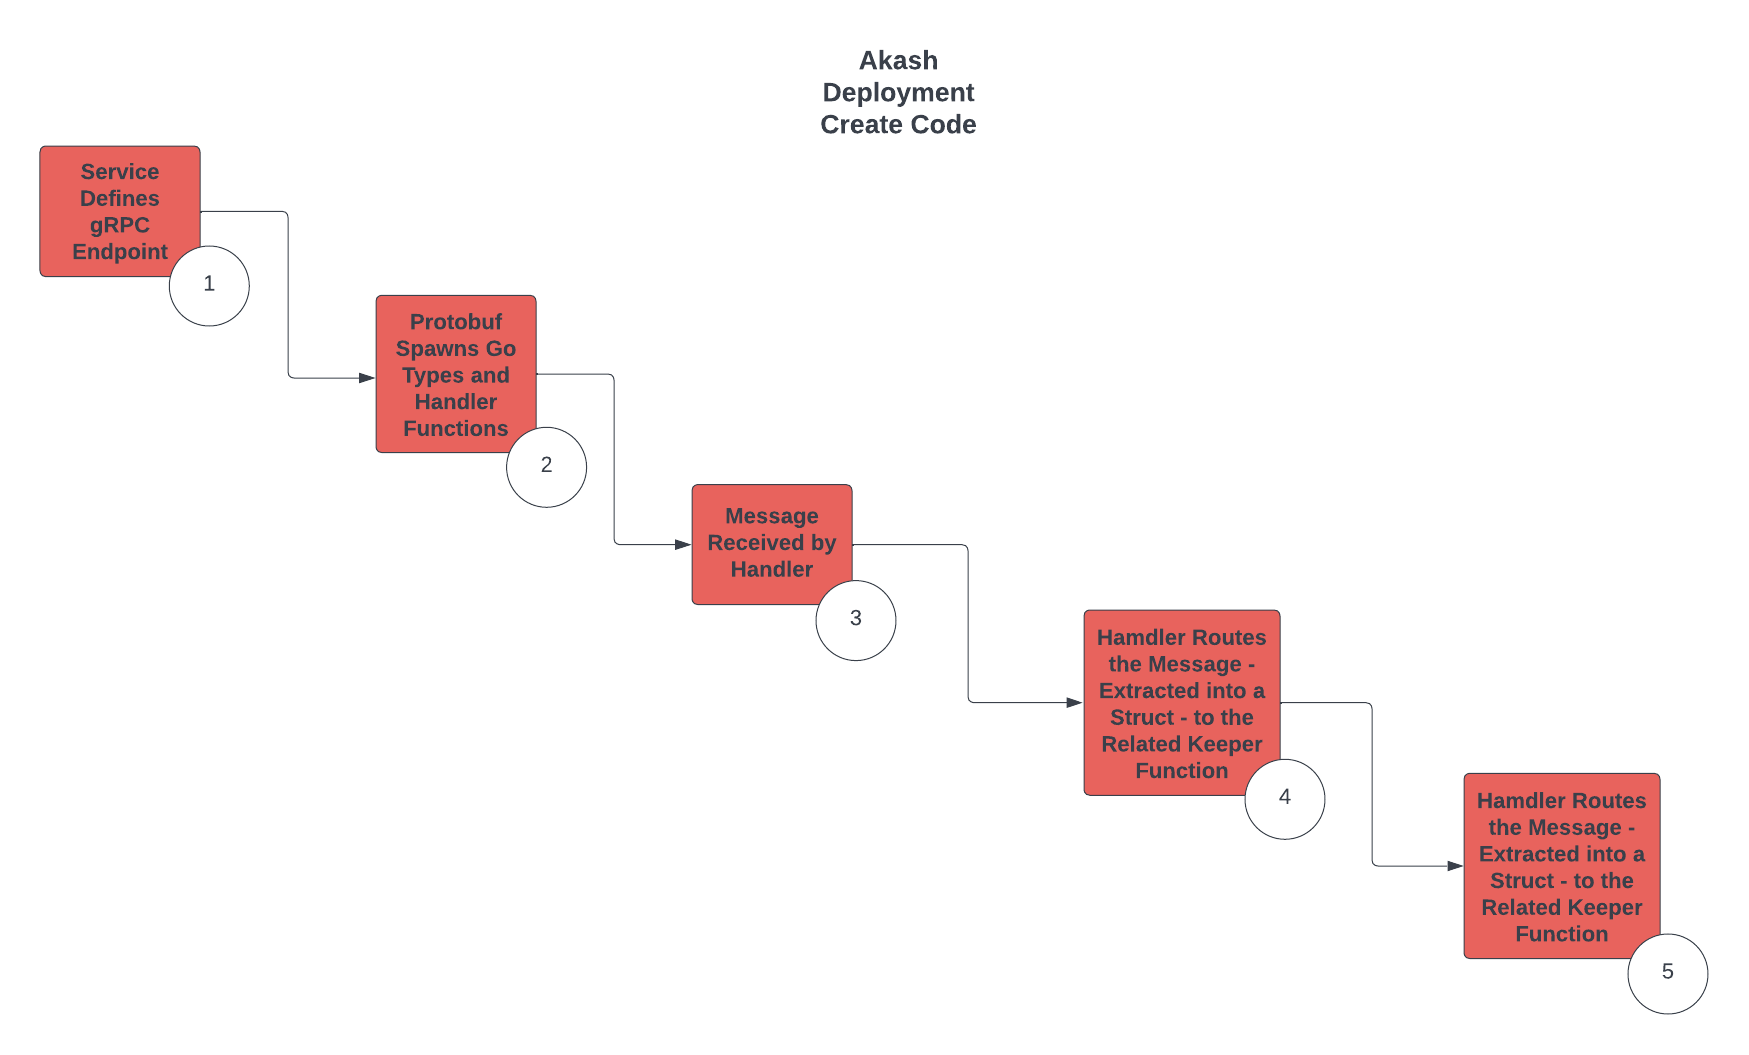 Akash
Deployment
Create Code
Service
Defines
gRPC
Endpoint
1
Protobuf
Spawns Go
Types and
Handler
Functions
2
Message
Received by
Handler
3
Hamdler Routes
the Message -
Extracted into a
Struct - to the
Related Keeper
Function
4
Hamdler Routes
the Message -
Extracted into a
Struct - to the
Related Keeper
Function
5